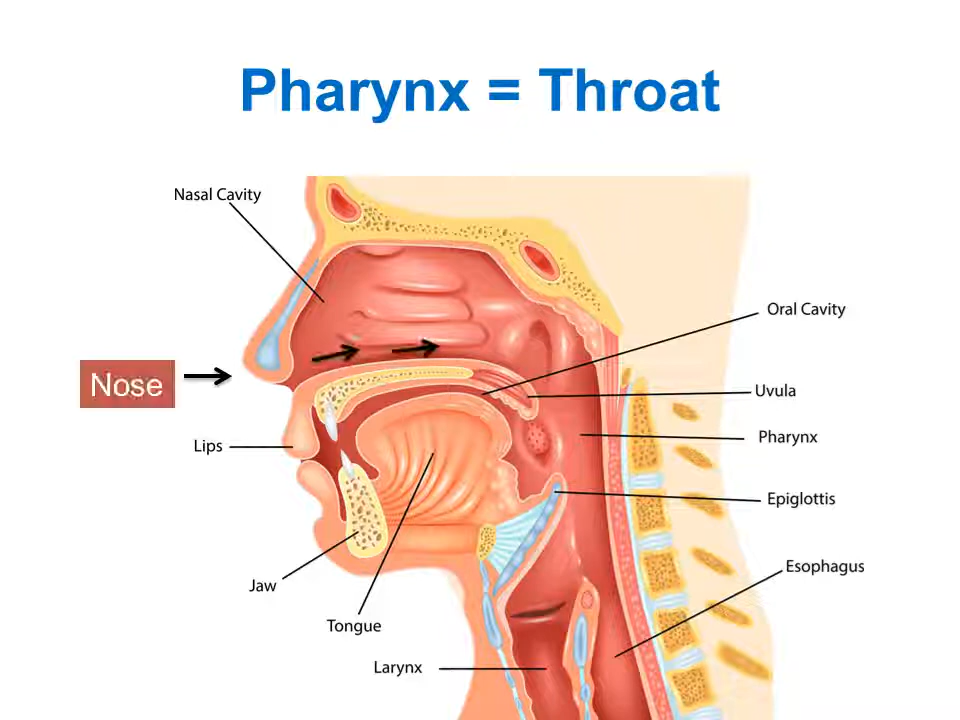 Pharynx = Throat
Nasal Cavity
Oral Cavity
Nose
Uvula
Pharynx
Lips
Epiglottis
Esophagus
Jaw
Tongue
Larynx